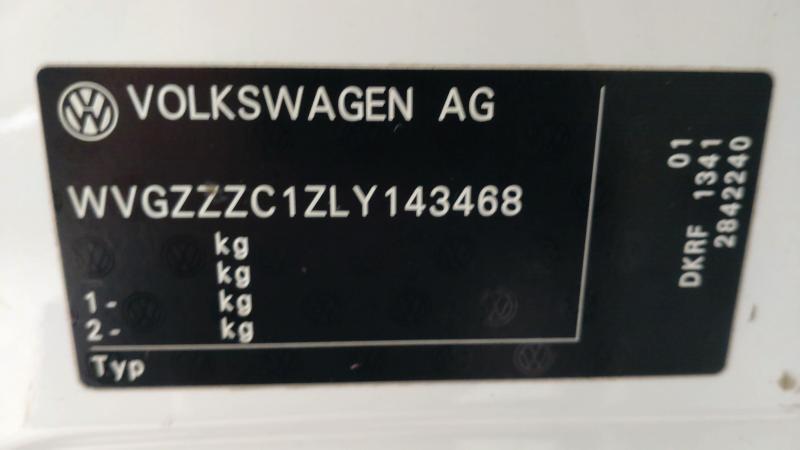 VOLKSWAGEN AG
WVGZZZC1ZLY143468
kg
kg
1- kg
2- kg
Typ
01
DKRF 1341
2842240